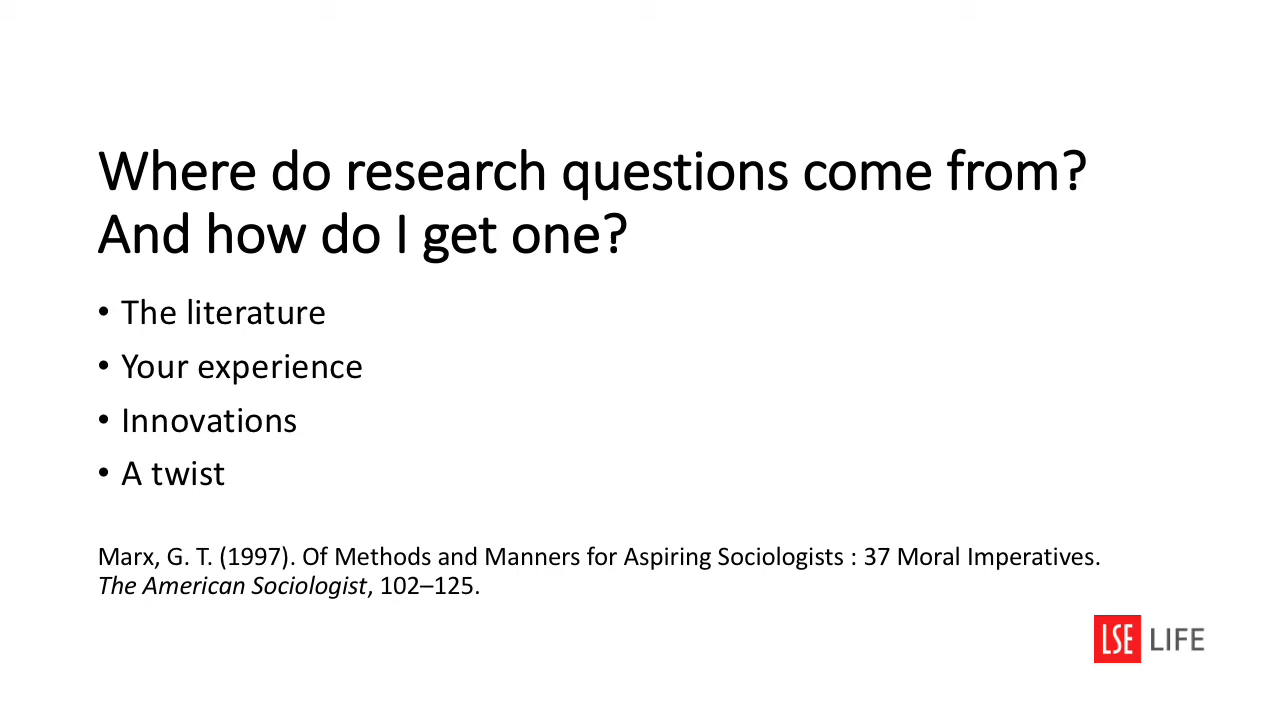 Where do research questions come from?
And how do I get one?
• The literature
• Your experience
• Innovations
• A twist
Marx, G. T. (1997). Of Methods and Manners for Aspiring Sociologists : 37 Moral Imperatives.
The American Sociologist, 102–125.
LSE LIFE